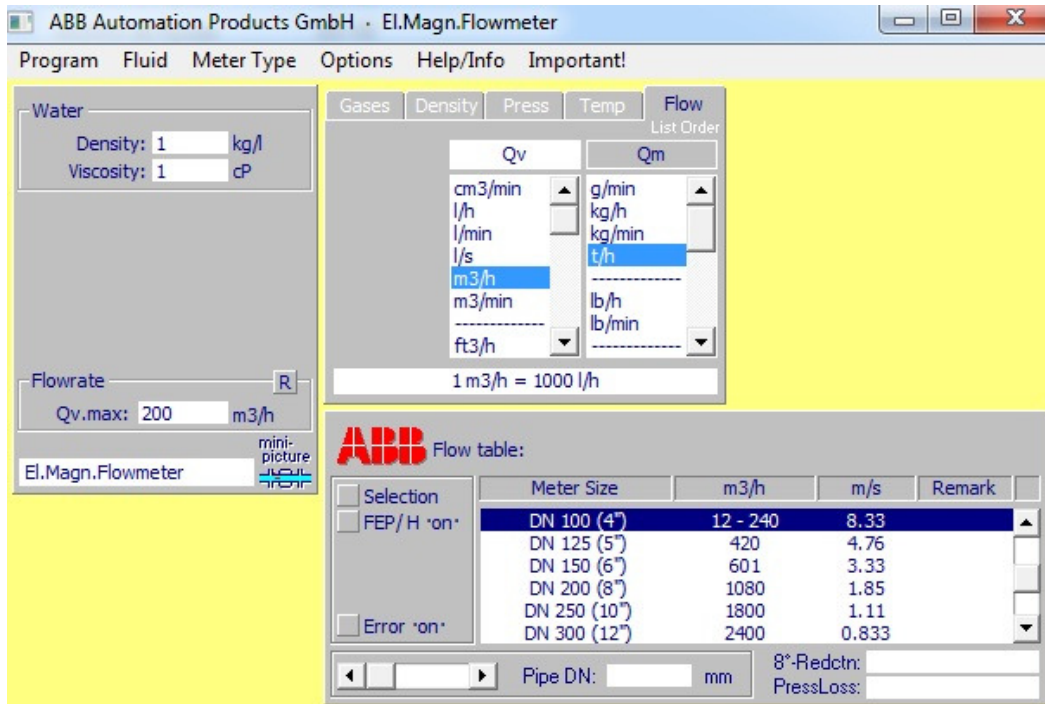 ABB Automation Products GmbH · El.Magn.Flowmeter
Program Fluid Meter Type Options Help/Info Important!
Water
Density: 1 kg/l
Viscosity: 1 cP
Flowrate R
Qv.max: 200 m3/h
El.Magn.Flowmeter
mini-
picture
Gases Density Press Temp Flow
List Order
Qv Qm
cm3/min g/min
l/h kg/h
l/min kg/min
l/s t/h
m3/h -------------
m3/min lb/h
------------- lb/min
ft3/h -------------
1 m3/h = 1000 l/h
ABB Flow table:
Selection
FEP/H ·on·
Error ·on·
Meter Size m3/h m/s Remark
DN 100 (4") 12 - 240 8.33
DN 125 (5") 420 4.76
DN 150 (6") 601 3.33
DN 200 (8") 1080 1.85
DN 250 (10") 1800 1.11
DN 300 (12") 2400 0.833
Pipe DN: mm
8°-Redctn:
PressLoss: